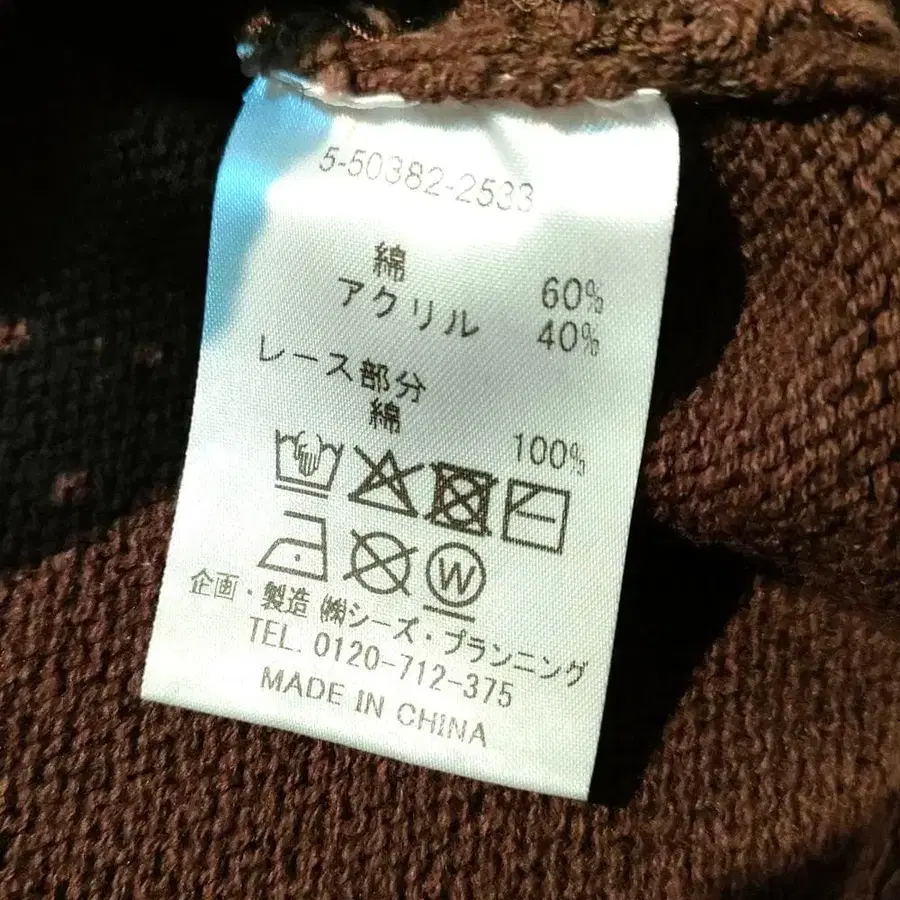 5-50382-2533
綿 60%
アクリル 40%
レース部分
綿 100%
W
企画・製造 ㈱シーズ・プランニング
TEL. 0120-712-375
MADE IN CHINA